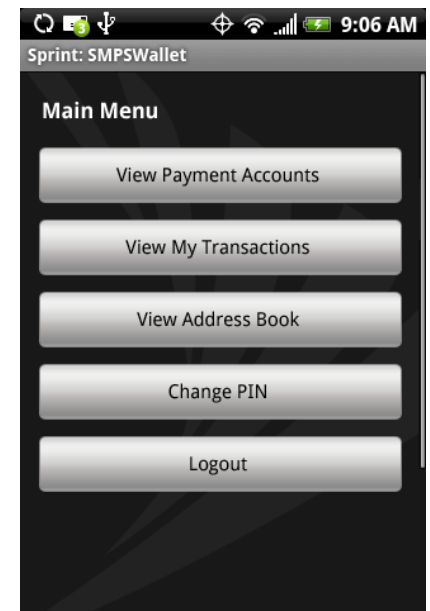 3 9:06 AM
Sprint: SMPSWallet
Main Menu
View Payment Accounts
View My Transactions
View Address Book
Change PIN
Logout